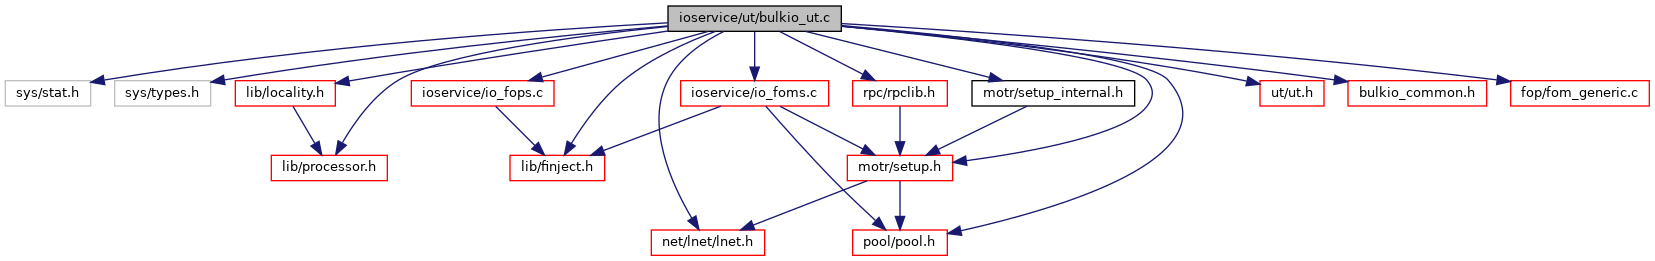 ioservice/ut/bulkio_ut.c
sys/stat.h
sys/types.h
lib/locality.h
ioservice/io_fops.c
ioservice/io_foms.c
rpc/rpclib.h
motr/setup_internal.h
ut/ut.h
bulkio_common.h
fop/fom_generic.c
lib/processor.h
lib/finject.h
motr/setup.h
net/lnet/lnet.h
pool/pool.h